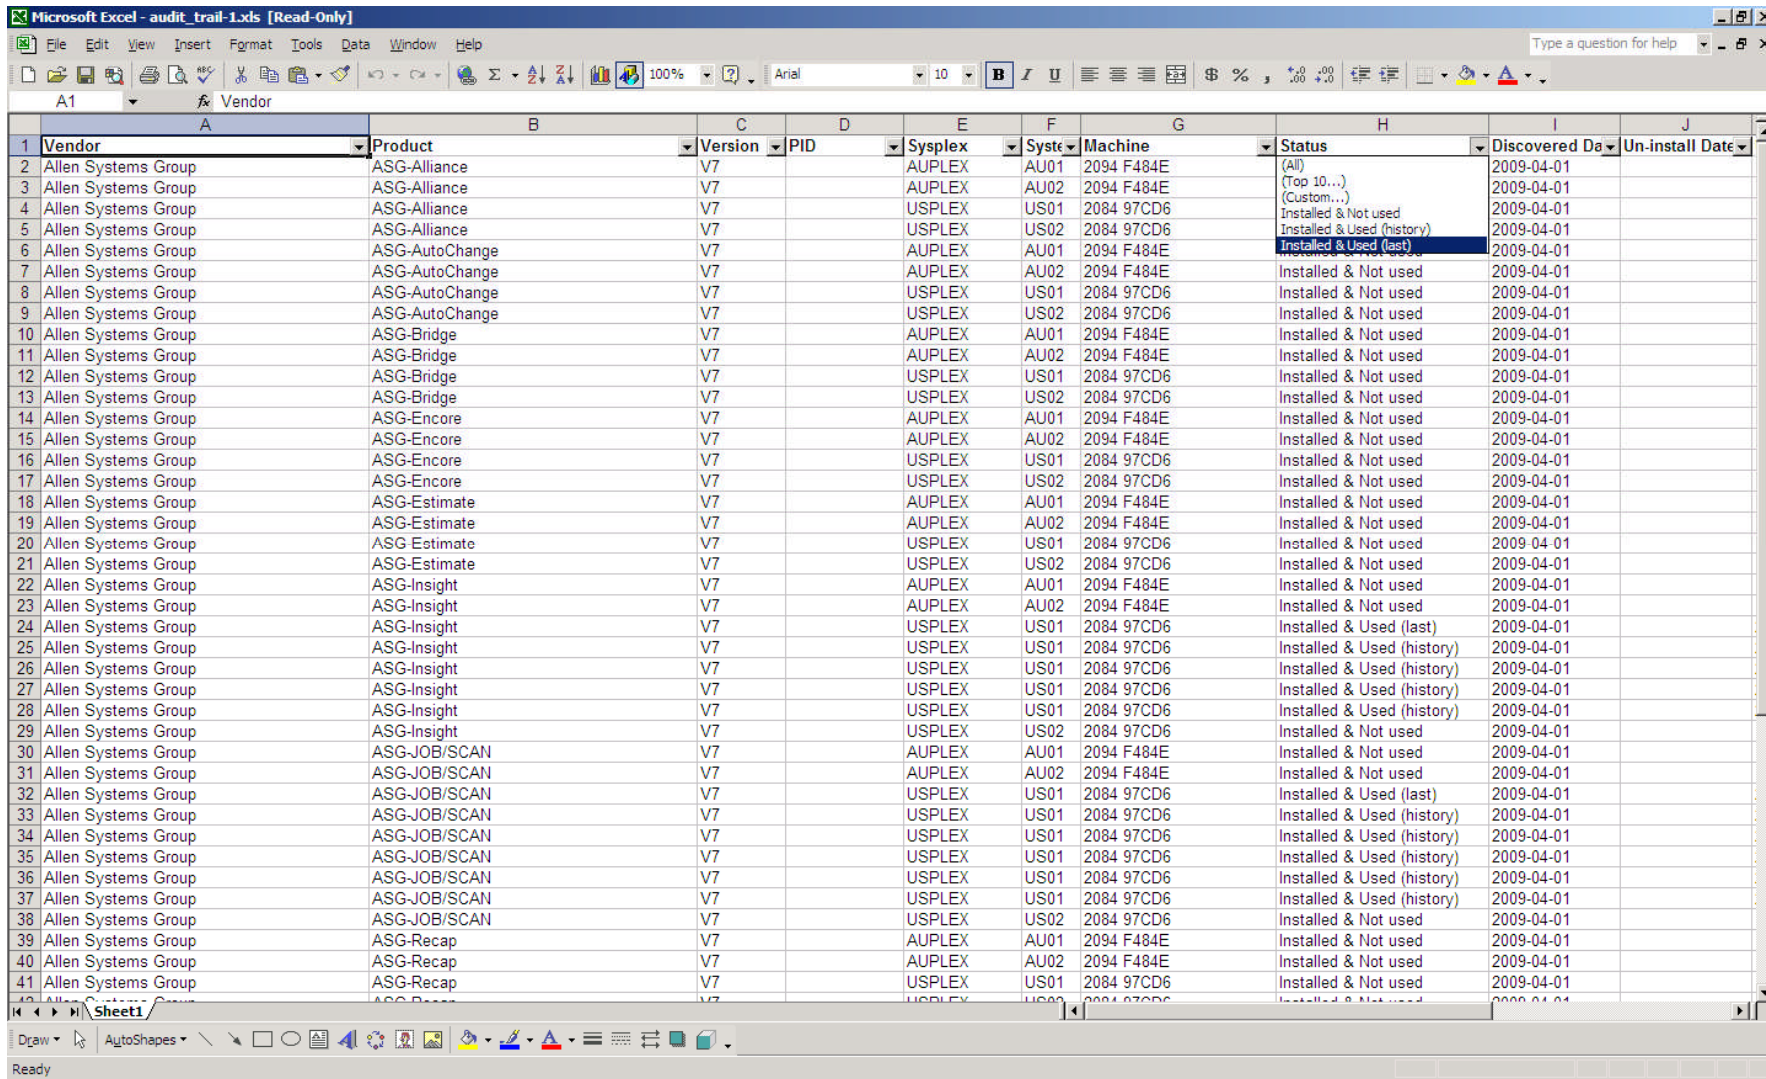 Microsoft Excel - audit_trail-1.xls [Read-Only]
File Edit View Insert Format Tools Data Window Help Type a question for help
100% Arial 10 B I U $ % ,
A1 fx Vendor
A B C D E F G H I J
1 Vendor Product Version PID Sysplex Syste Machine Status Discovered Da Un-install Date
2 Allen Systems Group ASG-Alliance V7 AUPLEX AU01 2094 F484E (All) 2009-04-01
(Top 10...)
3 Allen Systems Group ASG-Alliance V7 AUPLEX AU02 2094 F484E 2009-04-01
(Custom...)
4 Allen Systems Group ASG-Alliance V7 USPLEX US01 2084 97CD6 Installed & Not used 2009-04-01
5 Allen Systems Group ASG-Alliance V7 USPLEX US02 2084 97CD6 Installed & Used (history) 2009-04-01
6 Allen Systems Group ASG-AutoChange V7 AUPLEX AU01 2094 F484E Installed & Used (last) 2009-04-01
7 Allen Systems Group ASG-AutoChange V7 AUPLEX AU02 2094 F484E Installed & Not used 2009-04-01
8 Allen Systems Group ASG-AutoChange V7 USPLEX US01 2084 97CD6 Installed & Not used 2009-04-01
9 Allen Systems Group ASG-AutoChange V7 USPLEX US02 2084 97CD6 Installed & Not used 2009-04-01
10 Allen Systems Group ASG-Bridge V7 AUPLEX AU01 2094 F484E Installed & Not used 2009-04-01
11 Allen Systems Group ASG-Bridge V7 AUPLEX AU02 2094 F484E Installed & Not used 2009-04-01
12 Allen Systems Group ASG-Bridge V7 USPLEX US01 2084 97CD6 Installed & Not used 2009-04-01
13 Allen Systems Group ASG-Bridge V7 USPLEX US02 2084 97CD6 Installed & Not used 2009-04-01
14 Allen Systems Group ASG-Encore V7 AUPLEX AU01 2094 F484E Installed & Not used 2009-04-01
15 Allen Systems Group ASG-Encore V7 AUPLEX AU02 2094 F484E Installed & Not used 2009-04-01
16 Allen Systems Group ASG-Encore V7 USPLEX US01 2084 97CD6 Installed & Not used 2009-04-01
17 Allen Systems Group ASG-Encore V7 USPLEX US02 2084 97CD6 Installed & Not used 2009-04-01
18 Allen Systems Group ASG-Estimate V7 AUPLEX AU01 2094 F484E Installed & Not used 2009-04-01
19 Allen Systems Group ASG-Estimate V7 AUPLEX AU02 2094 F484E Installed & Not used 2009-04-01
20 Allen Systems Group ASG-Estimate V7 USPLEX US01 2084 97CD6 Installed & Not used 2009-04-01
21 Allen Systems Group ASG-Estimate V7 USPLEX US02 2084 97CD6 Installed & Not used 2009-04-01
22 Allen Systems Group ASG-Insight V7 AUPLEX AU01 2094 F484E Installed & Not used 2009-04-01
23 Allen Systems Group ASG-Insight V7 AUPLEX AU02 2094 F484E Installed & Not used 2009-04-01
24 Allen Systems Group ASG-Insight V7 USPLEX US01 2084 97CD6 Installed & Used (last) 2009-04-01
25 Allen Systems Group ASG-Insight V7 USPLEX US01 2084 97CD6 Installed & Used (history) 2009-04-01
26 Allen Systems Group ASG-Insight V7 USPLEX US01 2084 97CD6 Installed & Used (history) 2009-04-01
27 Allen Systems Group ASG-Insight V7 USPLEX US01 2084 97CD6 Installed & Used (history) 2009-04-01
28 Allen Systems Group ASG-Insight V7 USPLEX US01 2084 97CD6 Installed & Used (history) 2009-04-01
29 Allen Systems Group ASG-Insight V7 USPLEX US02 2084 97CD6 Installed & Not used 2009-04-01
30 Allen Systems Group ASG-JOB/SCAN V7 AUPLEX AU01 2094 F484E Installed & Not used 2009-04-01
31 Allen Systems Group ASG-JOB/SCAN V7 AUPLEX AU02 2094 F484E Installed & Not used 2009-04-01
32 Allen Systems Group ASG-JOB/SCAN V7 USPLEX US01 2084 97CD6 Installed & Used (last) 2009-04-01
33 Allen Systems Group ASG-JOB/SCAN V7 USPLEX US01 2084 97CD6 Installed & Used (history) 2009-04-01
34 Allen Systems Group ASG-JOB/SCAN V7 USPLEX US01 2084 97CD6 Installed & Used (history) 2009-04-01
35 Allen Systems Group ASG-JOB/SCAN V7 USPLEX US01 2084 97CD6 Installed & Used (history) 2009-04-01
36 Allen Systems Group ASG-JOB/SCAN V7 USPLEX US01 2084 97CD6 Installed & Used (history) 2009-04-01
37 Allen Systems Group ASG-JOB/SCAN V7 USPLEX US01 2084 97CD6 Installed & Used (history) 2009-04-01
38 Allen Systems Group ASG-JOB/SCAN V7 USPLEX US02 2084 97CD6 Installed & Not used 2009-04-01
39 Allen Systems Group ASG-Recap V7 AUPLEX AU01 2094 F484E Installed & Not used 2009-04-01
40 Allen Systems Group ASG-Recap V7 AUPLEX AU02 2094 F484E Installed & Not used 2009-04-01
41 Allen Systems Group ASG-Recap V7 USPLEX US01 2084 97CD6 Installed & Not used 2009-04-01
Sheet1
Draw AutoShapes
Ready